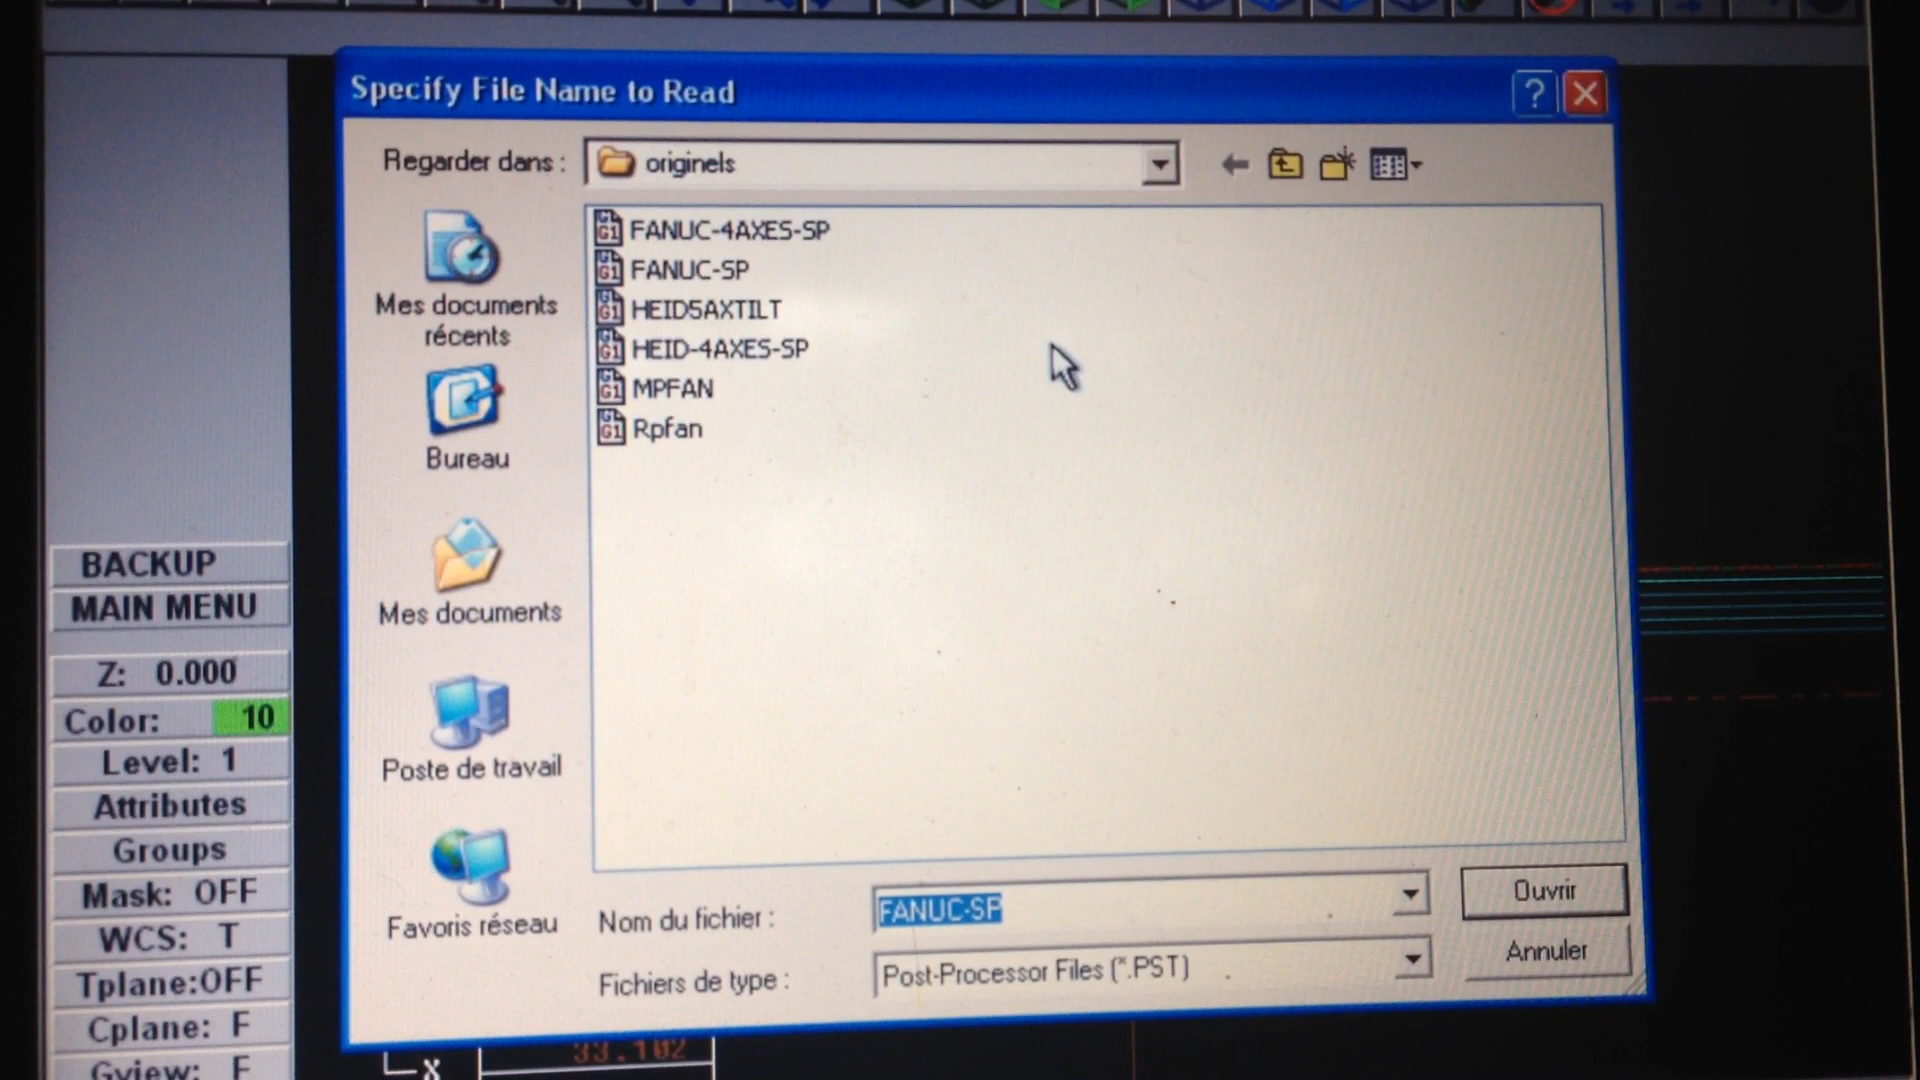 Specify File Name to Read
Regarder dans :
originels
FANUC-4AXES-SP
FANUC-SP
HEID5AXTILT
HEID-4AXES-SP
MPFAN
Rpfan
Mes documents
récents
Bureau
Mes documents
Poste de travail
Favoris réseau
Nom du fichier :
FANUC-SP
Ouvrir
Fichiers de type :
Post-Processor Files (*.PST)
Annuler
BACKUP
MAIN MENU
Z: 0.000
Color: 10
Level: 1
Attributes
Groups
Mask: OFF
WCS: T
Tplane:OFF
Cplane: F
Gview: F
X
33.102